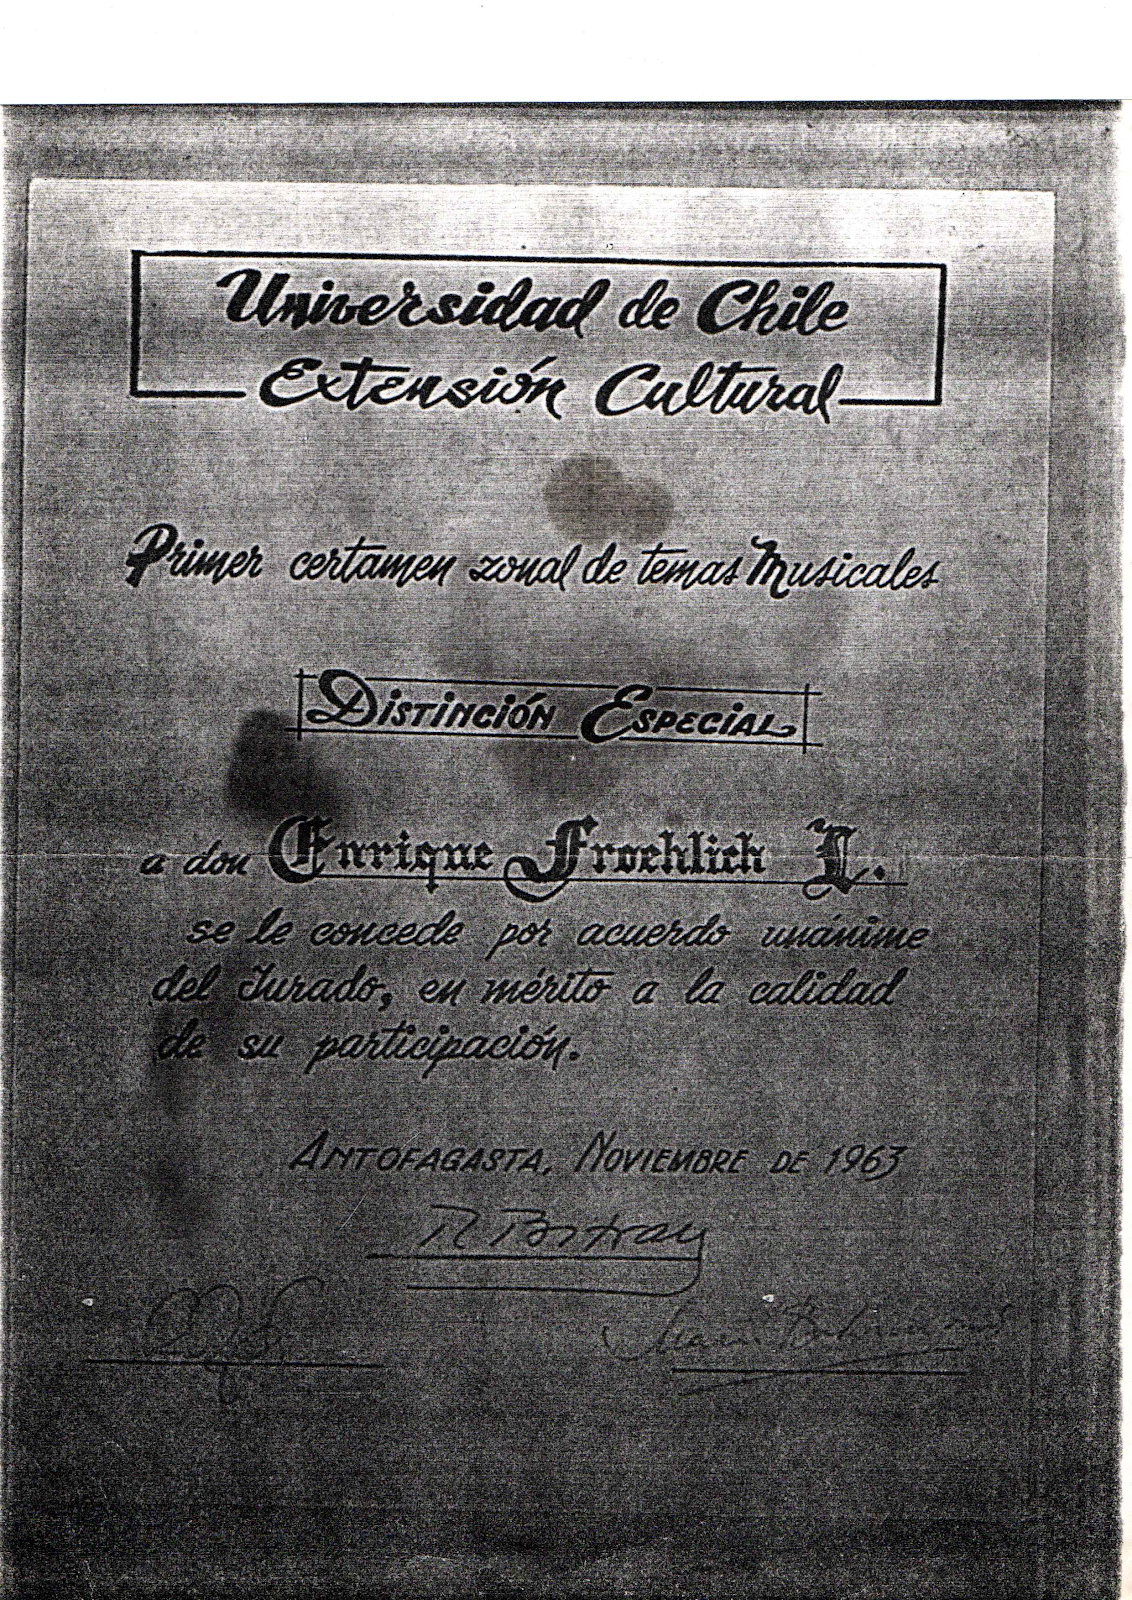 Universidad de Chile
Extensión Cultural
Primer certamen zonal de temas Musicales
Distinción Especial
a don Enrique Froehlich L.
se le concede por acuerdo unánime
del Jurado, en mérito a la calidad
de su participación.
Antofagasta, Noviembre de 1963